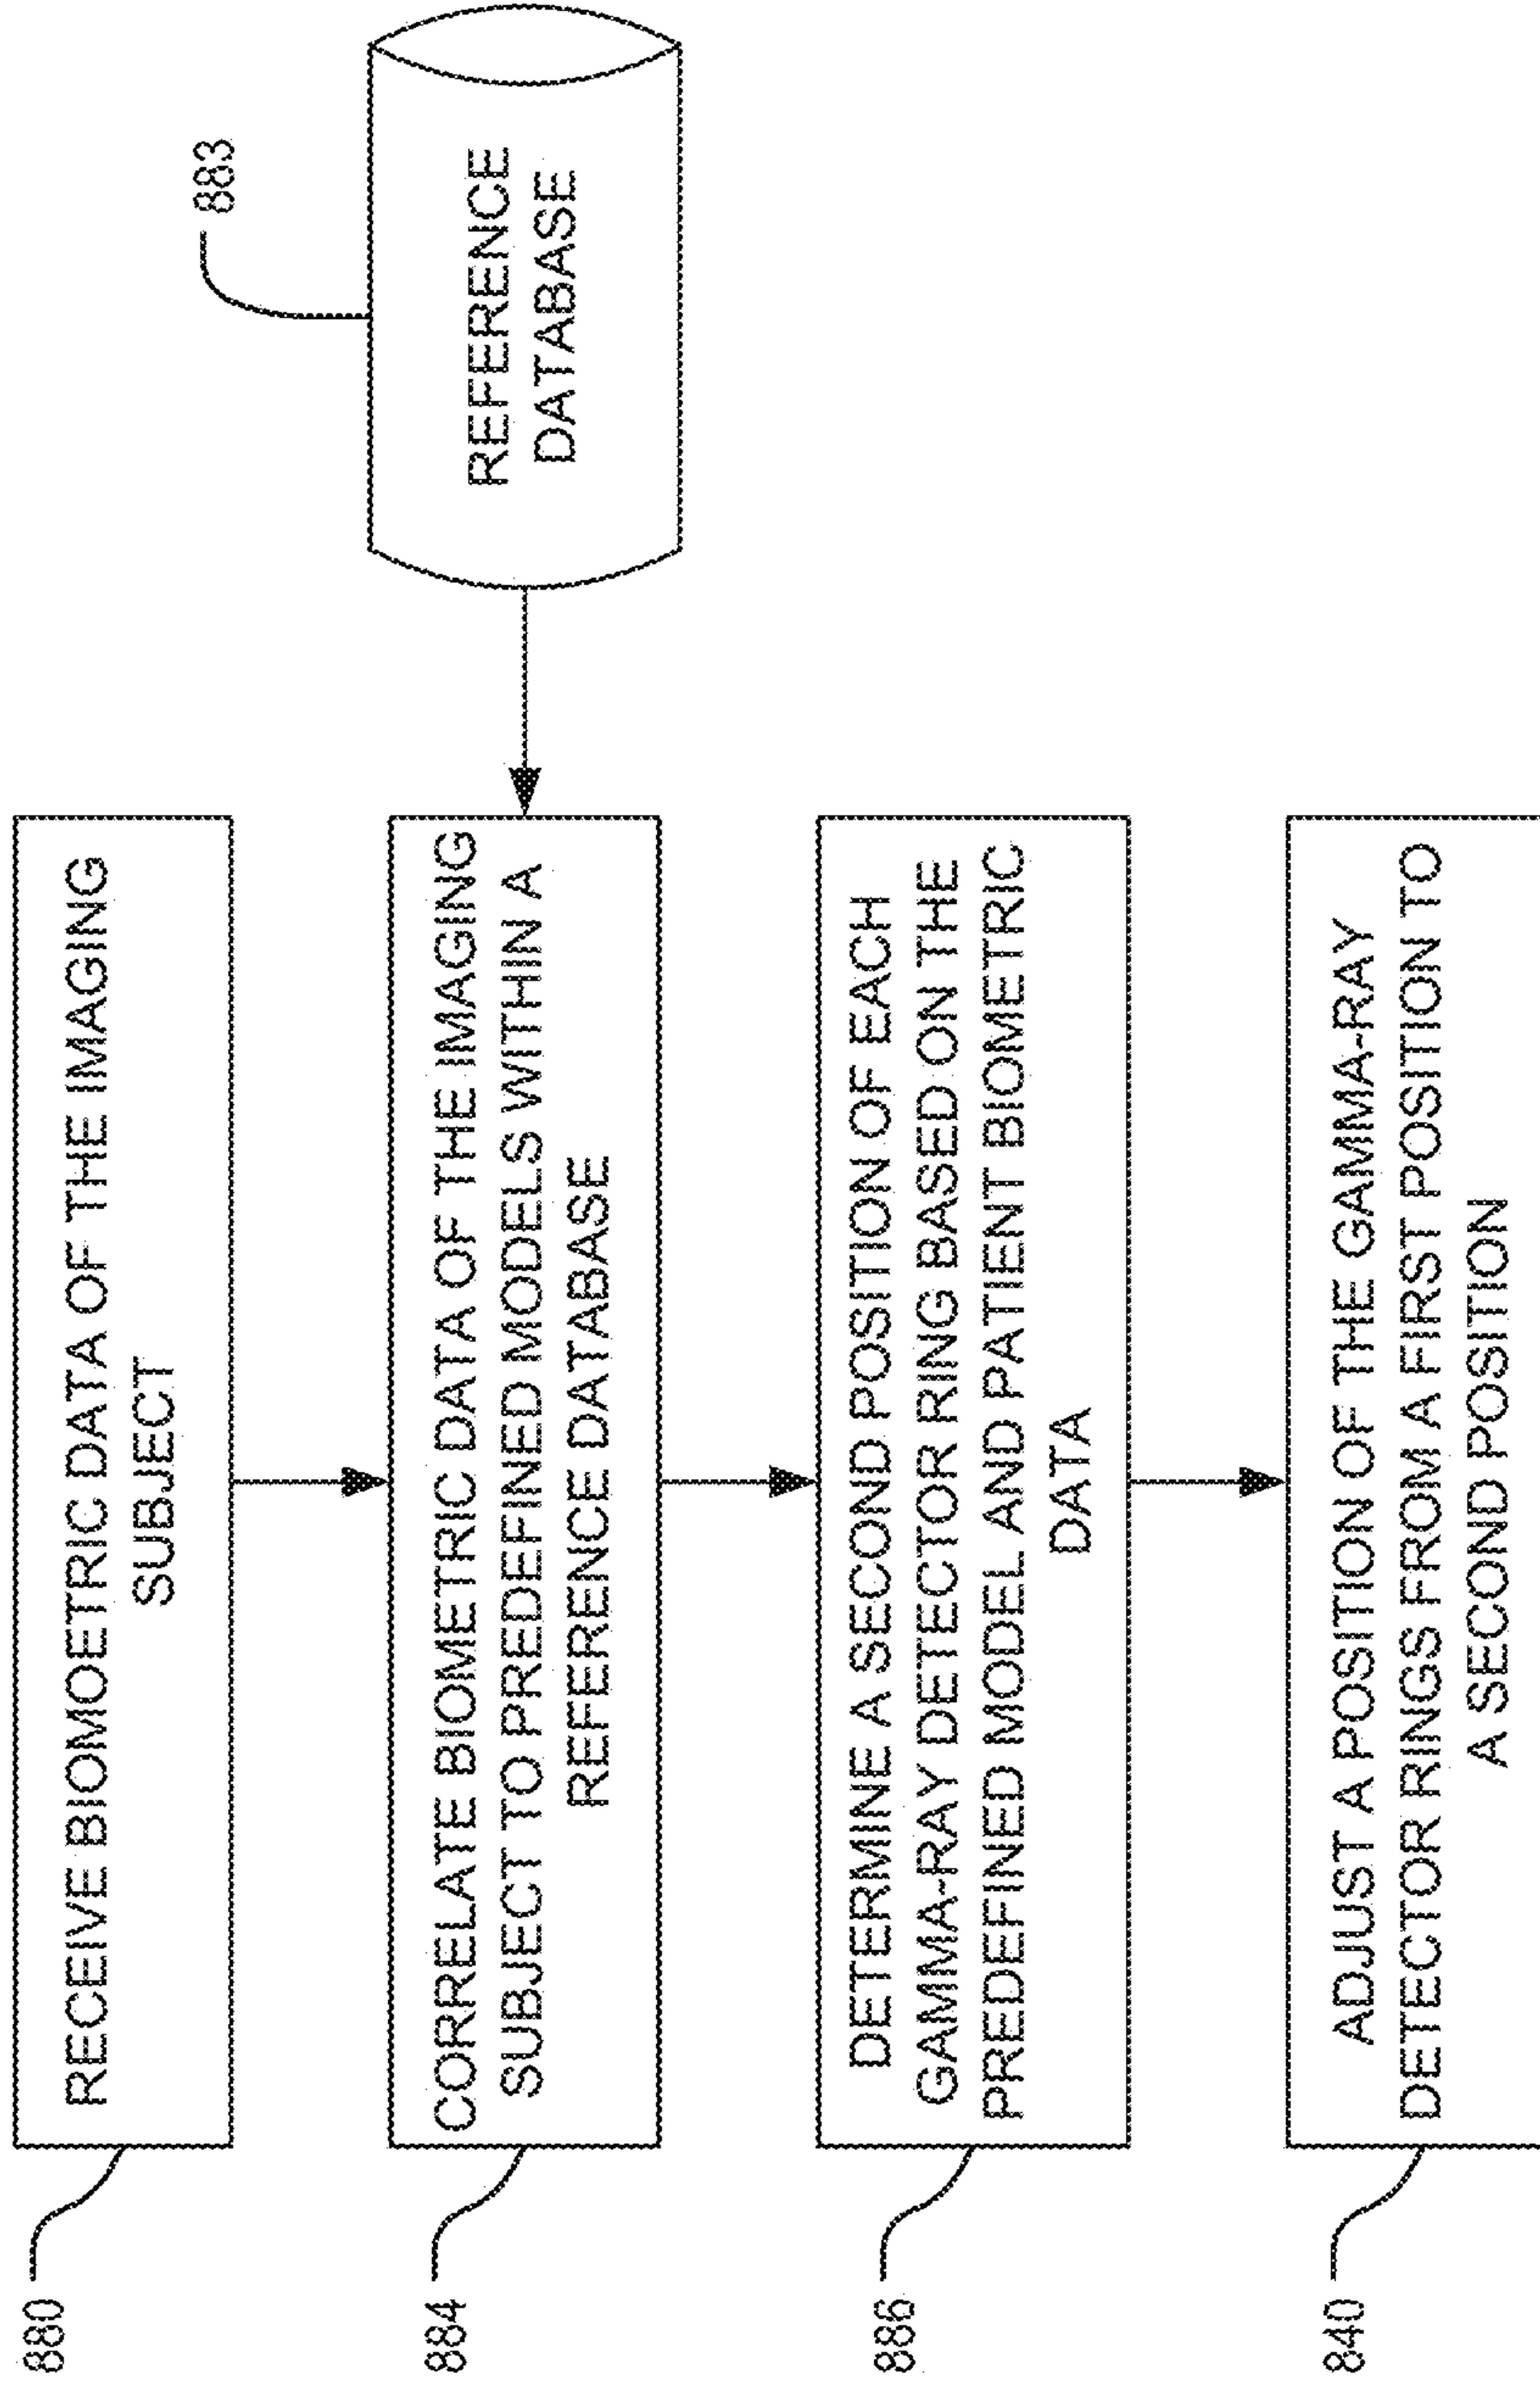 880
RECEIVE BIOMOETRIC DATA OF THE IMAGING
SUBJECT
884
CORRELATE BIOMETRIC DATA OF THE IMAGING
SUBJECT TO PREDEFINED MODELS WITHIN A
REFERENCE DATABASE
883
REFERENCE
DATABASE
886
DETERMINE A SECOND POSITION OF EACH
GAMMA-RAY DETECTOR RING BASED ON THE
PREDEFINED MODEL AND PATIENT BIOMETRIC
DATA
840
ADJUST A POSITION OF THE GAMMA-RAY
DETECTOR RINGS FROM A FIRST POSITION TO
A SECOND POSITION